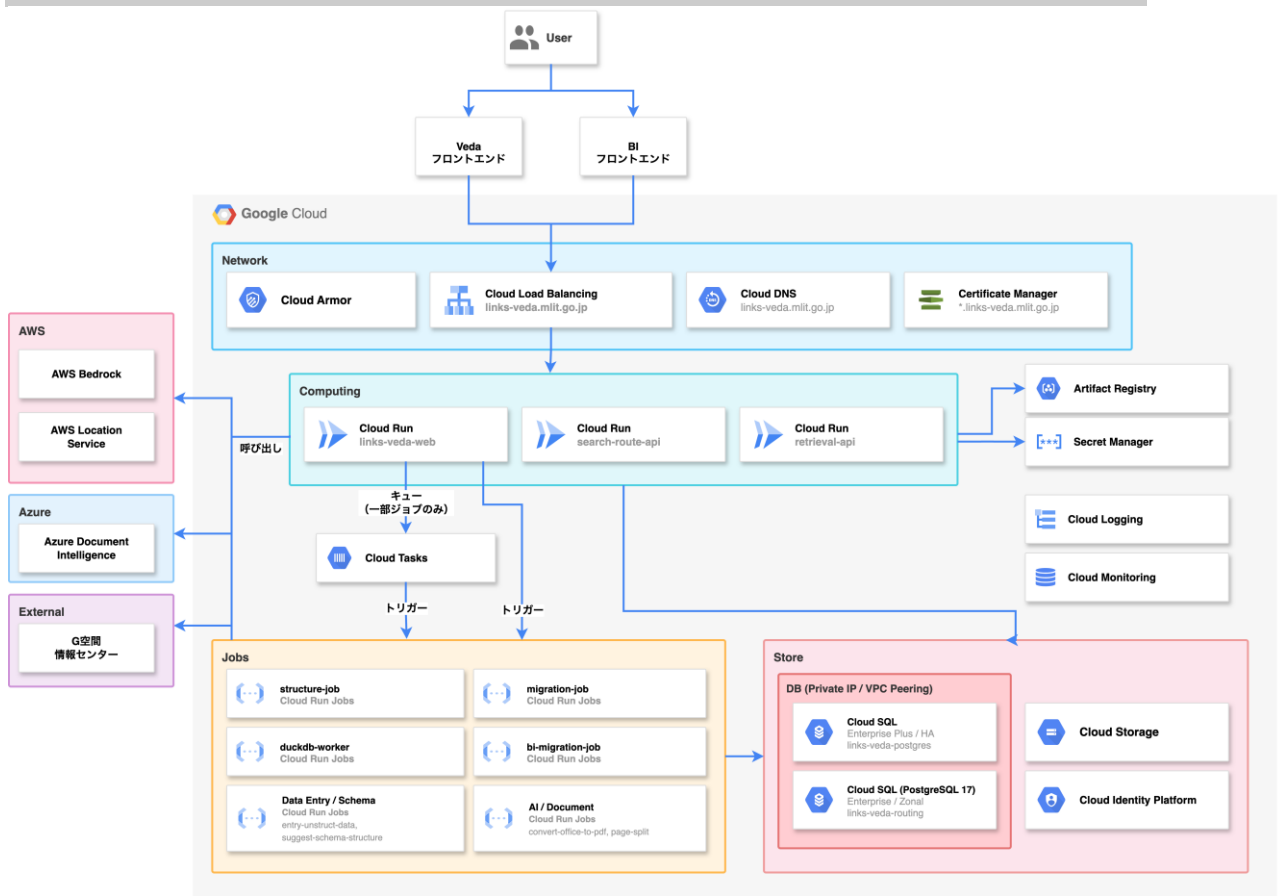 User
Veda
フロントエンド
BI
フロントエンド
Google Cloud
Network
Cloud Armor
Cloud Load Balancing
links-veda.mlit.go.jp
Cloud DNS
links-veda.mlit.go.jp
Certificate Manager
*.links-veda.mlit.go.jp
AWS
AWS Bedrock
AWS Location
Service
Computing
Cloud Run
links-veda-web
Cloud Run
search-route-api
Cloud Run
retrieval-api
Artifact Registry
Secret Manager
呼び出し
キュー
（一部ジョブのみ）
Azure
Azure Document
Intelligence
Cloud Tasks
Cloud Logging
Cloud Monitoring
トリガー
トリガー
External
G空間
情報センター
Jobs
structure-job
Cloud Run Jobs
migration-job
Cloud Run Jobs
duckdb-worker
Cloud Run Jobs
bi-migration-job
Cloud Run Jobs
Data Entry / Schema
Cloud Run Jobs
entry-unstruct-data,
suggest-schema-structure
AI / Document
Cloud Run Jobs
convert-office-to-pdf, page-split
Store
DB (Private IP / VPC Peering)
Cloud SQL
Enterprise Plus / HA
links-veda-postgres
Cloud SQL (PostgreSQL 17)
Enterprise / Zonal
links-veda-routing
Cloud Storage
Cloud Identity Platform